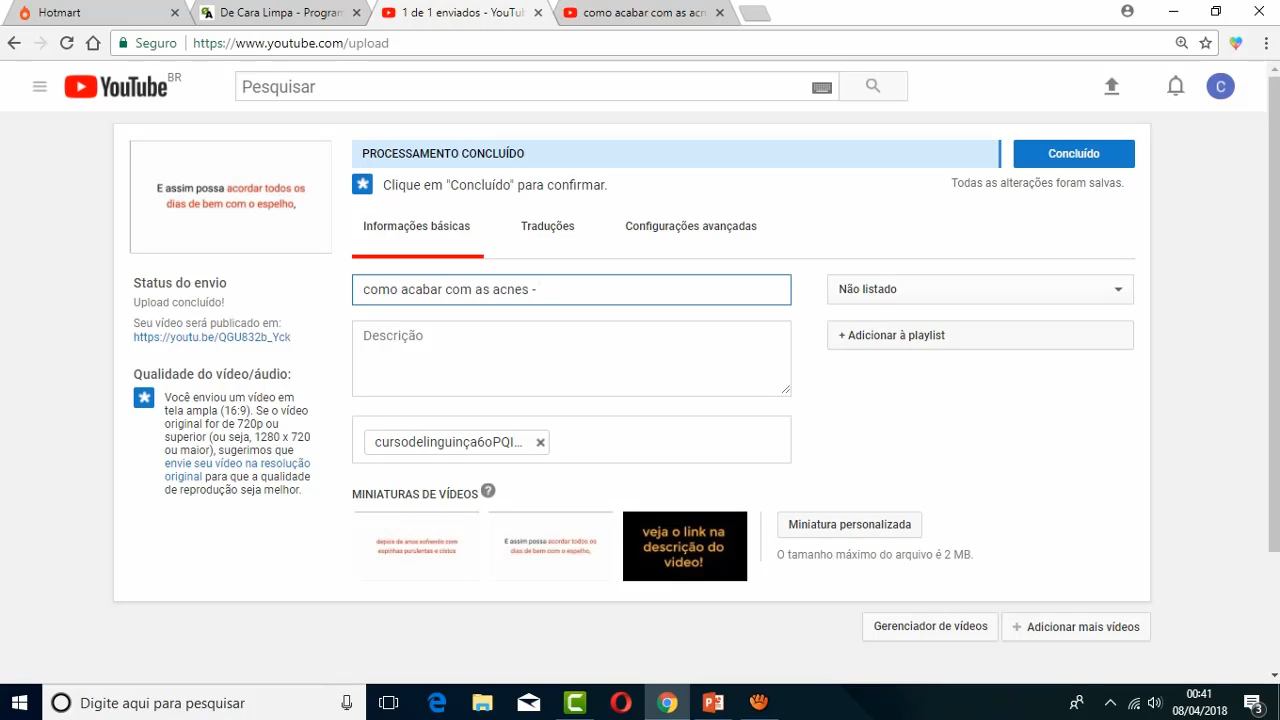 Hotmart
De Cara Limpa - Program
1 de 1 enviados - YouTu
como acabar com as acn
Seguro
https://www.youtube.com/upload
YouTube BR
Pesquisar
C
PROCESSAMENTO CONCLUÍDO
Concluído
Clique em "Concluído" para confirmar.
Todas as alterações foram salvas.
Informações básicas
Traduções
Configurações avançadas
E assim possa acordar todos os
dias de bem com o espelho,
Status do envio
Upload concluído!
Seu vídeo será publicado em:
https://youtu.be/QGU832b_Yck
Qualidade do vídeo/áudio:
Você enviou um vídeo em
tela ampla (16:9). Se o vídeo
original for de 720p ou
superior (ou seja, 1280 x 720
ou maior), sugerimos que
envie seu vídeo na resolução
original para que a qualidade
de reprodução seja melhor.
como acabar com as acnes -
Descrição
cursodelinguinça6oPQI...
Não listado
+ Adicionar à playlist
MINIATURAS DE VÍDEOS ?
depois de anos sofrendo com
espinhas purulentas e cistos
E assim possa acordar todos os
dias de bem com o espelho,
veja o link na
descrição do
video!
Miniatura personalizada
O tamanho máximo do arquivo é 2 MB.
Gerenciador de vídeos
+ Adicionar mais vídeos
Digite aqui para pesquisar
00:41
08/04/2018
3